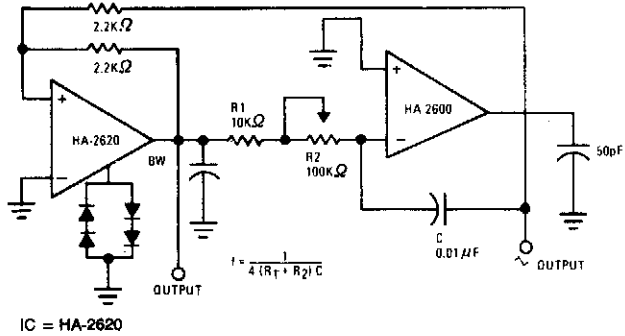 2.2KΩ
2.2KΩ
+
HA-2620
−
BW
R1
10KΩ
R2
100KΩ
+
HA 2600
−
50pF
C
0.01μF
∿ OUTPUT
OUTPUT
f = 1 / 4 (R1 + R2) C
IC = HA-2620